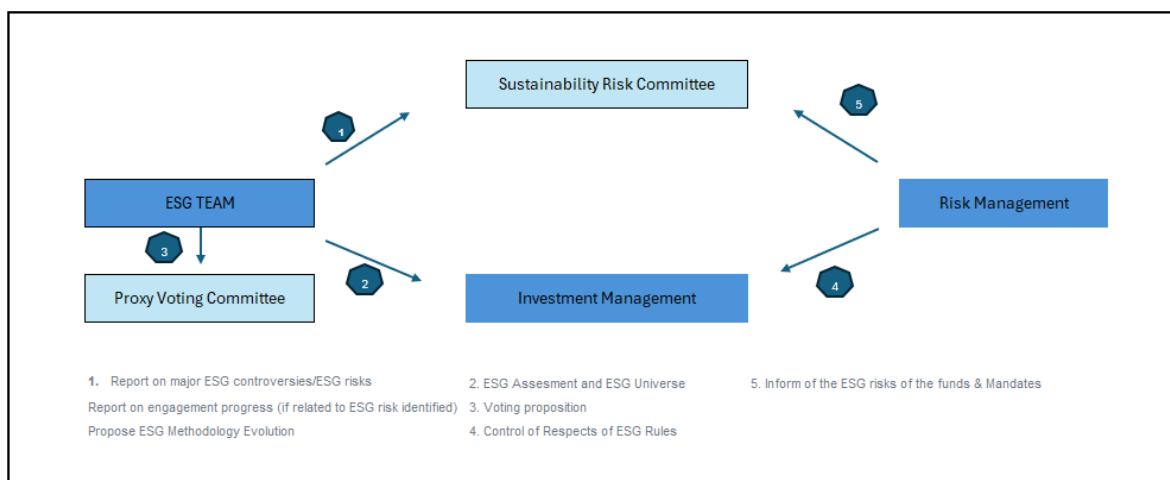 Sustainability Risk Committee
1
5
ESG TEAM
Risk Management
3
2
4
Proxy Voting Committee
Investment Management
1. Report on major ESG controversies/ESG risks
Report on engagement progress (if related to ESG risk identified)
Propose ESG Methodology Evolution
2. ESG Assesment and ESG Universe
3. Voting proposition
4. Control of Respects of ESG Rules
5. Inform of the ESG risks of the funds & Mandates